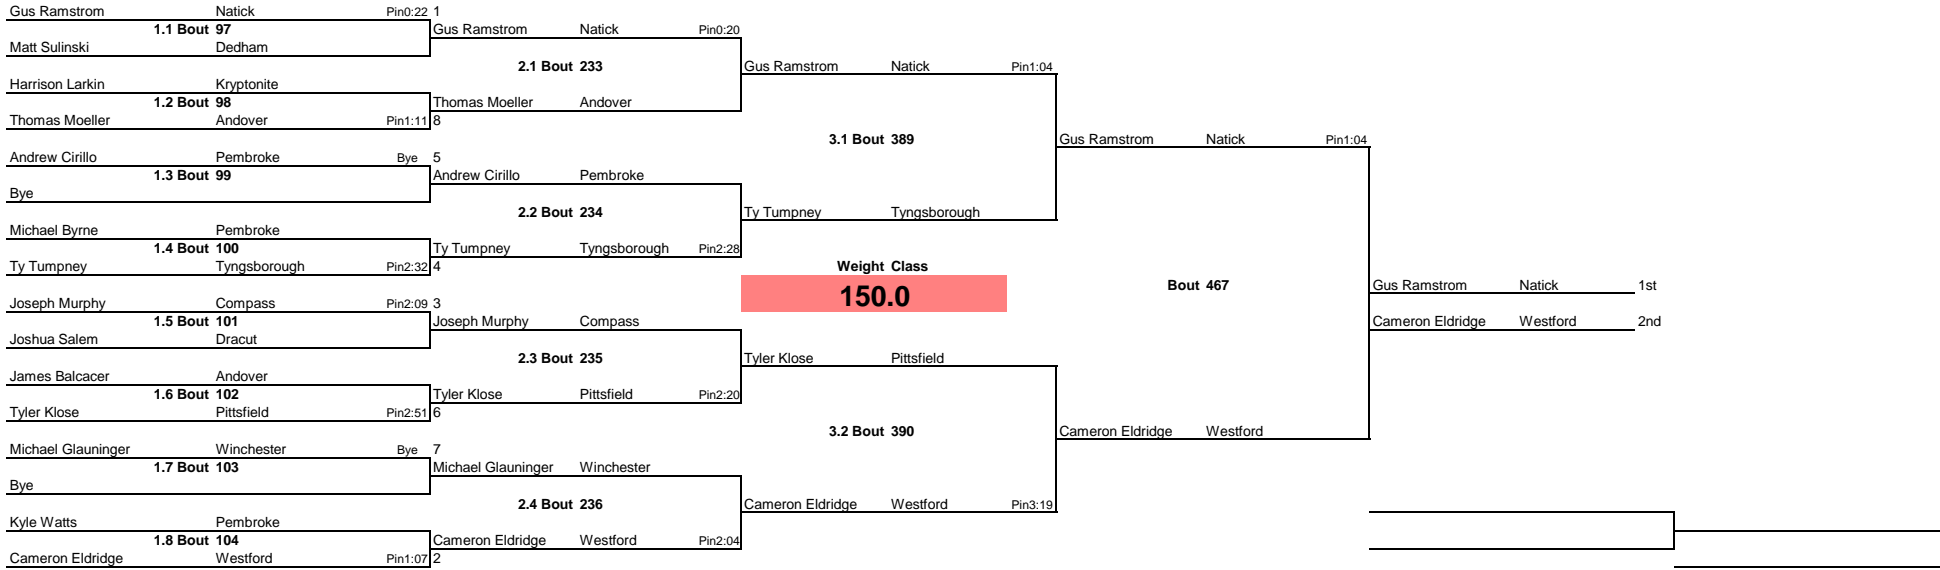 Gus Ramstrom Natick Pin0:22 1
1.1 Bout 97 Gus Ramstrom Natick Pin0:20
Matt Sulinski Dedham
2.1 Bout 233 Gus Ramstrom Natick Pin1:04
Harrison Larkin Kryptonite
1.2 Bout 98 Thomas Moeller Andover
Thomas Moeller Andover Pin1:11 8
3.1 Bout 389 Gus Ramstrom Natick Pin1:04
Andrew Cirillo Pembroke Bye 5
1.3 Bout 99 Andrew Cirillo Pembroke
Bye
2.2 Bout 234 Ty Tumpney Tyngsborough
Michael Byrne Pembroke
1.4 Bout 100 Ty Tumpney Tyngsborough Pin2:28
Ty Tumpney Tyngsborough Pin2:32 4 Weight Class
Bout 467 Gus Ramstrom Natick 1st
150.0
Joseph Murphy Compass Pin2:09 3
1.5 Bout 101 Joseph Murphy Compass Cameron Eldridge Westford 2nd
Joshua Salem Dracut
2.3 Bout 235 Tyler Klose Pittsfield
James Balcacer Andover
1.6 Bout 102 Tyler Klose Pittsfield Pin2:20
Tyler Klose Pittsfield Pin2:51 6
3.2 Bout 390 Cameron Eldridge Westford
Michael Glauninger Winchester Bye 7
1.7 Bout 103 Michael Glauninger Winchester
Bye
2.4 Bout 236 Cameron Eldridge Westford Pin3:19
Kyle Watts Pembroke
1.8 Bout 104 Cameron Eldridge Westford Pin2:04
Cameron Eldridge Westford Pin1:07 2